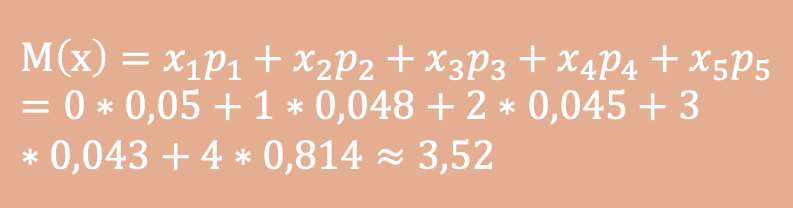 M(x) = x₁p₁ + x₂p₂ + x₃p₃ + x₄p₄ + x₅p₅
= 0 * 0,05 + 1 * 0,048 + 2 * 0,045 + 3
* 0,043 + 4 * 0,814 ≈ 3,52